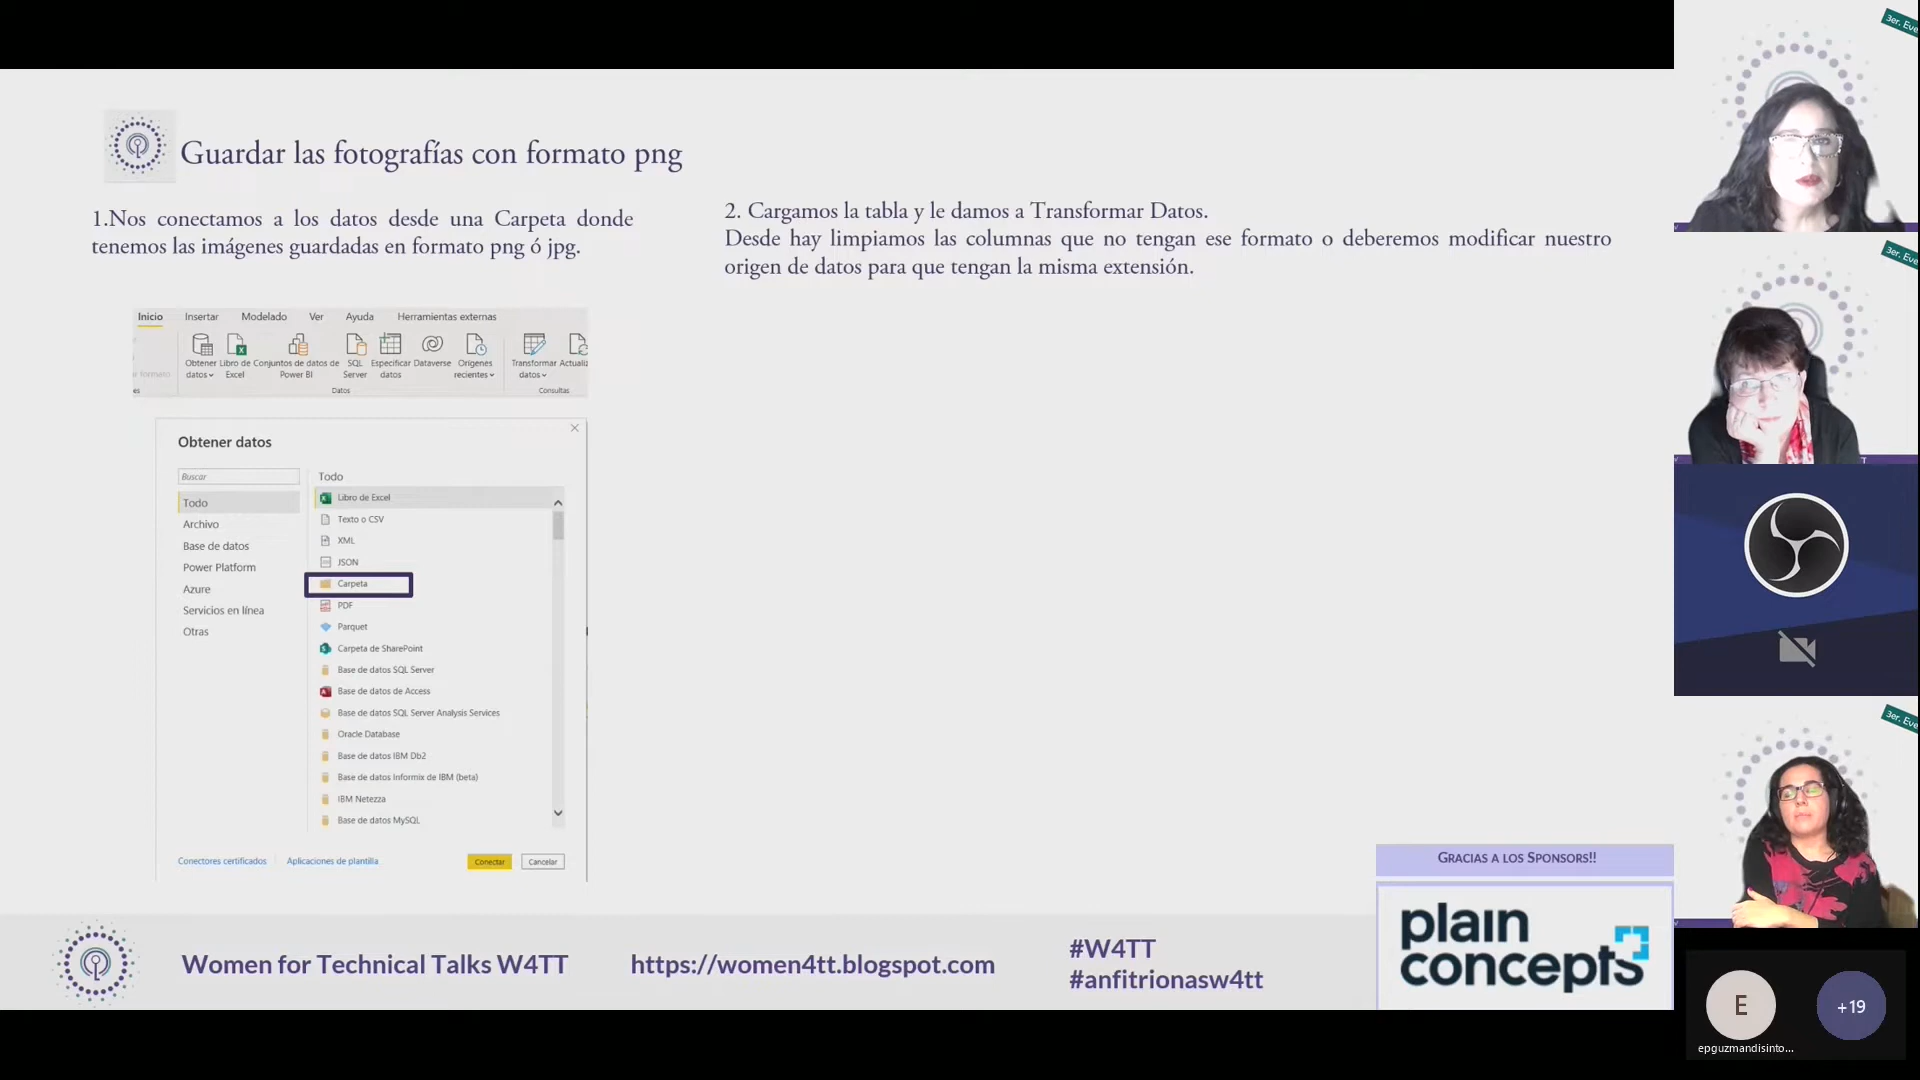 Guardar las fotografías con formato png
1.Nos conectamos a los datos desde una Carpeta donde
tenemos las imágenes guardadas en formato png ó jpg.
2. Cargamos la tabla y le damos a Transformar Datos.
Desde hay limpiamos las columnas que no tengan ese formato o deberemos modificar nuestro
origen de datos para que tengan la misma extensión.
Inicio Insertar Modelado Ver Ayuda Herramientas externas
Obtener datos
Libro de Excel
Conjuntos de datos de Power BI
SQL Server
Especificar datos
Dataverse
Orígenes recientes
Transformar datos
Actualiz
r formato
es
Datos
Consultas
Obtener datos
Buscar
Todo
Archivo
Base de datos
Power Platform
Azure
Servicios en línea
Otras
Todo
Libro de Excel
Texto o CSV
XML
JSON
Carpeta
PDF
Parquet
Carpeta de SharePoint
Base de datos SQL Server
Base de datos de Access
Base de datos SQL Server Analysis Services
Oracle Database
Base de datos IBM Db2
Base de datos Informix de IBM (beta)
IBM Netezza
Base de datos MySQL
Conectores certificados
Aplicaciones de plantilla
Conectar
Cancelar
GRACIAS A LOS SPONSORS!!
plain
concepts
Women for Technical Talks W4TT
https://women4tt.blogspot.com
#W4TT
#anfitrionasw4tt
3er. Eve
3er. Eve
3er. Eve
E
+19
epguzmandisinto...